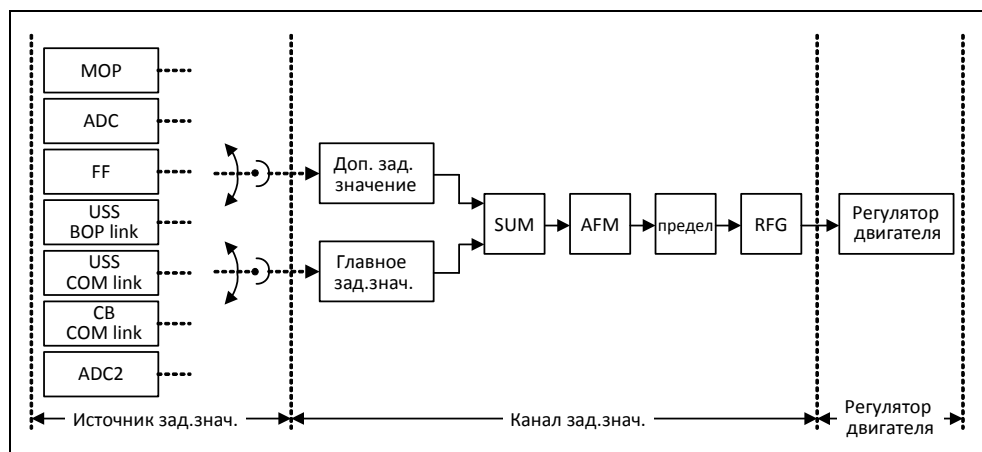 MOP
ADC
FF
USS
BOP link
USS
COM link
CB
COM link
ADC2
Доп. зад.
значение
Главное
зад.знач.
SUM
AFM
предел
RFG
Регулятор
двигателя
Источник зад.знач.
Канал зад.знач.
Регулятор
двигателя